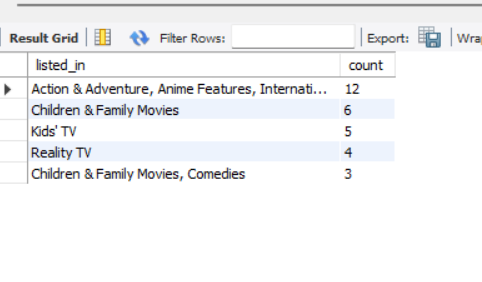 Result Grid Filter Rows: Export: Wra
listed_in count
Action & Adventure, Anime Features, Internati... 12
Children & Family Movies 6
Kids' TV 5
Reality TV 4
Children & Family Movies, Comedies 3